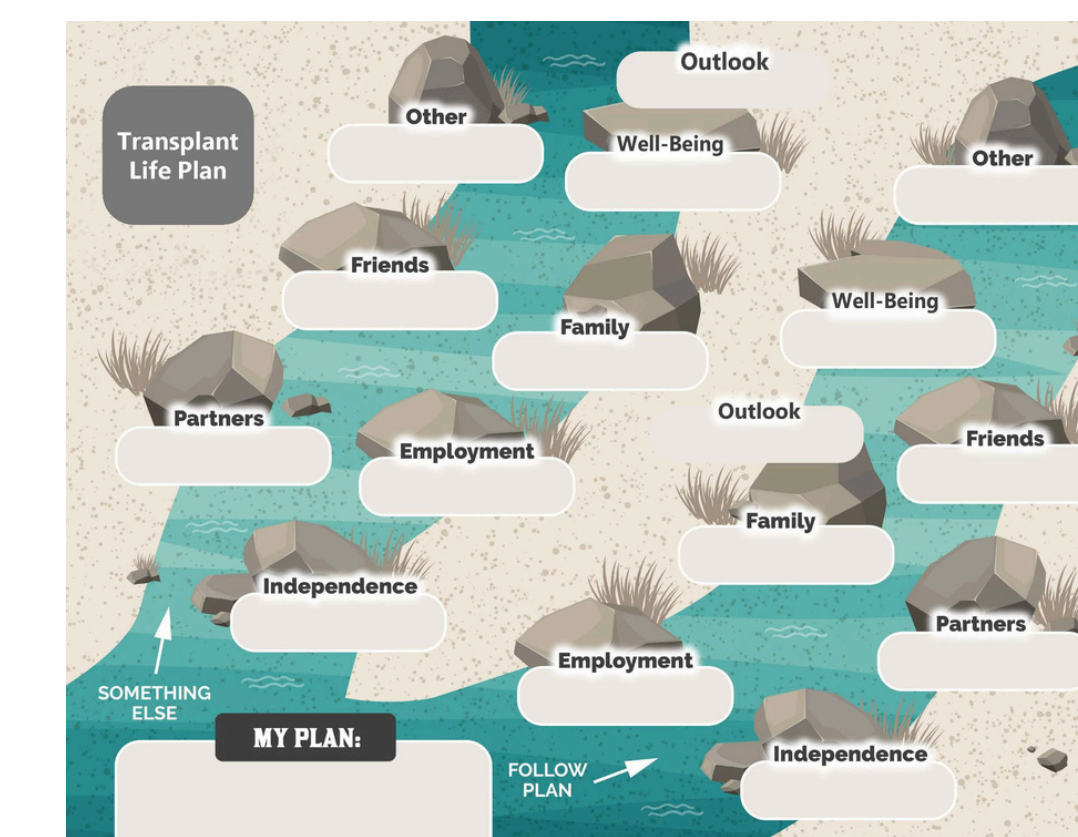 Outlook
Other
Transplant
Life Plan
Well-Being
Other
Friends
Well-Being
Family
Outlook
Partners
Friends
Employment
Family
Independence
Partners
Employment
SOMETHING
ELSE
MY PLAN:
Independence
FOLLOW
PLAN